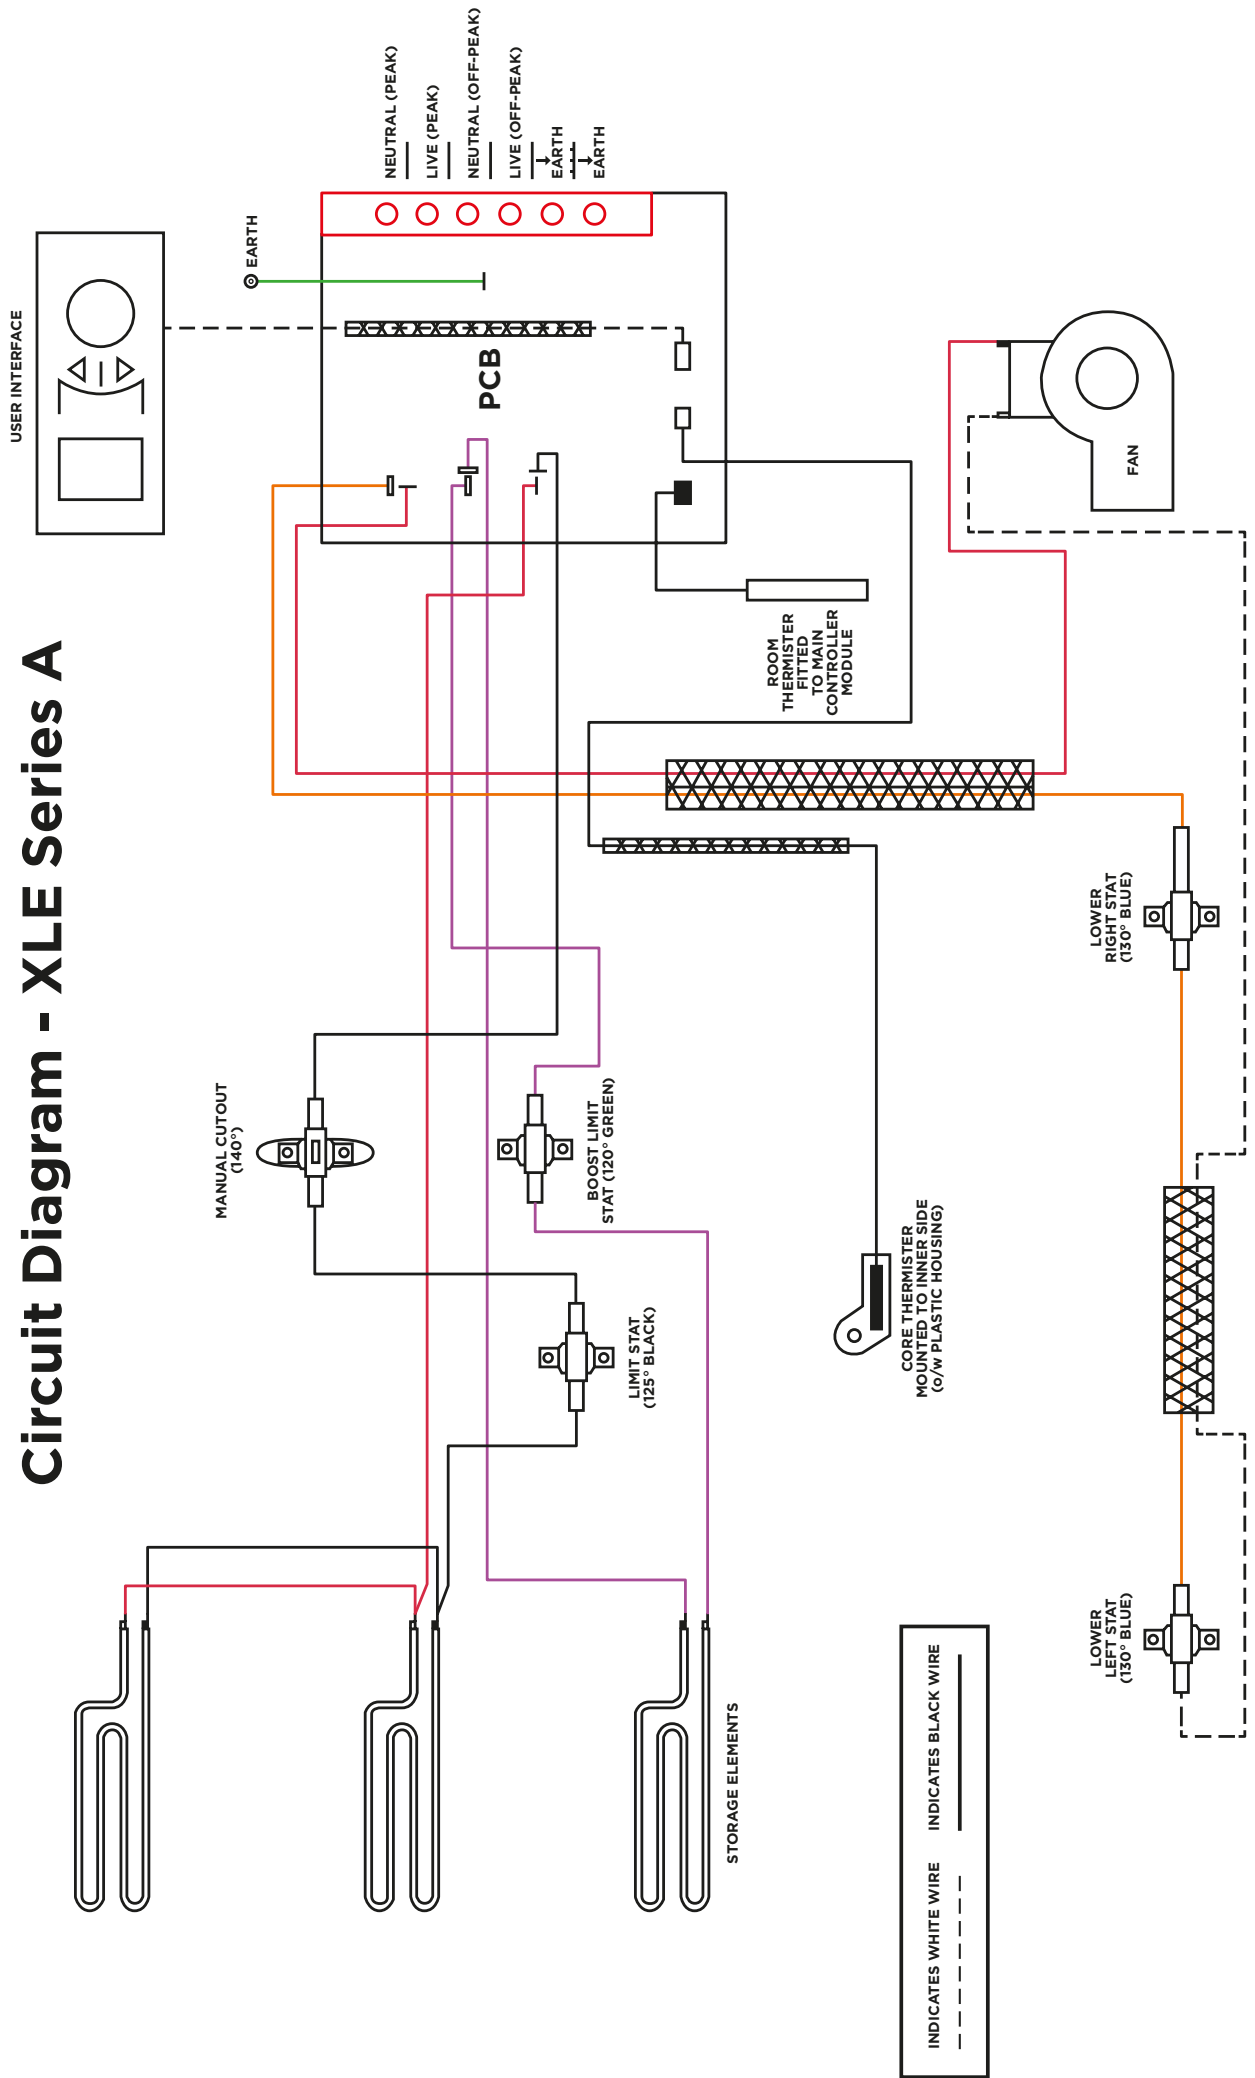 Circuit Diagram - XLE Series A
USER INTERFACE
EARTH
NEUTRAL (PEAK)
LIVE (PEAK)
NEUTRAL (OFF-PEAK)
LIVE (OFF-PEAK)
EARTH
EARTH
PCB
FAN
ROOM
THERMISTER
FITTED
TO MAIN
CONTROLLER
MODULE
MANUAL CUTOUT
(140°)
BOOST LIMIT
STAT (120° GREEN)
LIMIT STAT
(125° BLACK)
CORE THERMISTER
MOUNTED TO INNER SIDE
(o/w PLASTIC HOUSING)
LOWER
RIGHT STAT
(130° BLUE)
LOWER
LEFT STAT
(130° BLUE)
STORAGE ELEMENTS
INDICATES WHITE WIRE
INDICATES BLACK WIRE